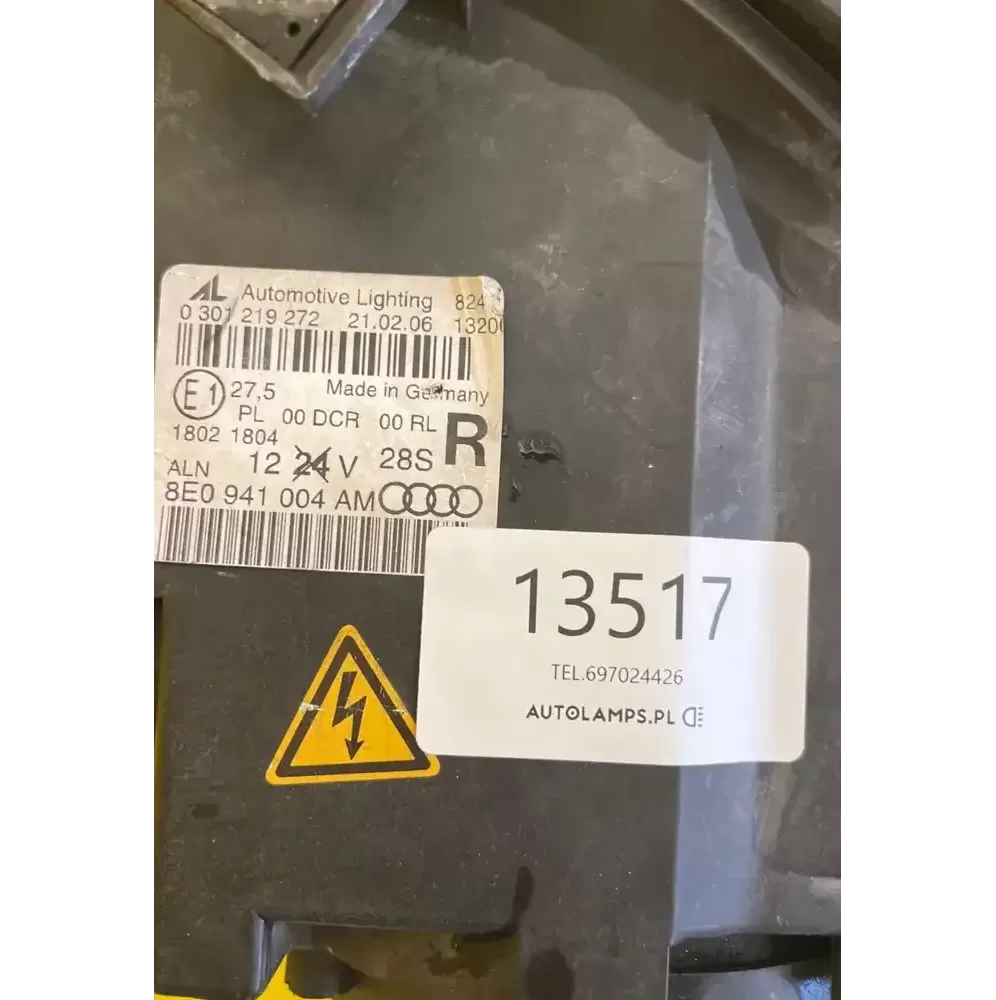 AL Automotive Lighting 824
0 301 219 272 21.02.06 1320
E1 27,5 Made in Germany
PL 00 DCR 00 RL
1802 1804 R
ALN 12 24 V 28S
8E0 941 004 AM
13517
TEL.697024426
AUTOLAMPS.PL